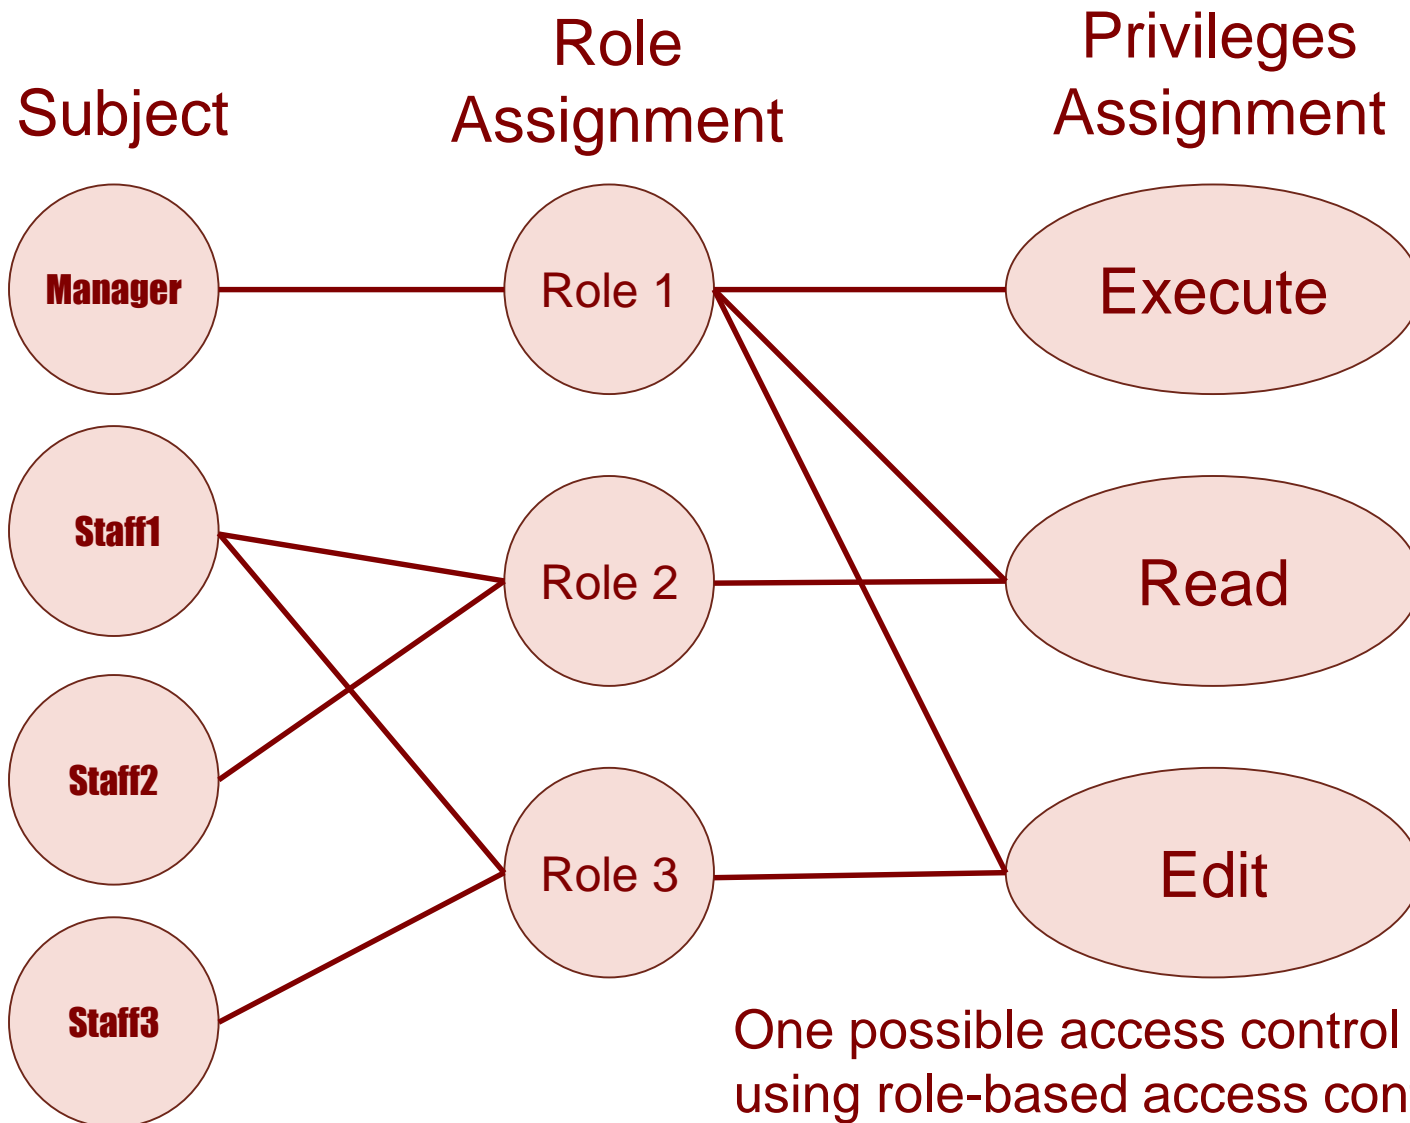 Subject
Role
Assignment
Privileges
Assignment
Manager
Role 1
Execute
Staff1
Role 2
Read
Staff2
Role 3
Edit
Staff3
One possible access control
using role-based access con